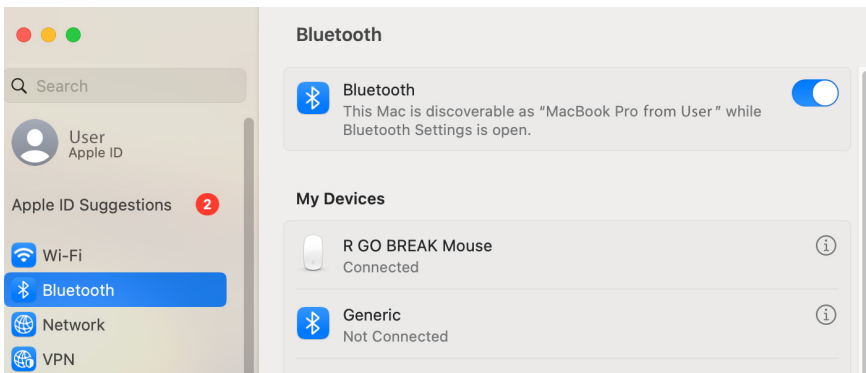 Search
User
Apple ID
Apple ID Suggestions
2
Wi-Fi
Bluetooth
Network
VPN
Bluetooth
Bluetooth
This Mac is discoverable as “MacBook Pro from User” while
Bluetooth Settings is open.
My Devices
R GO BREAK Mouse
Connected
Generic
Not Connected